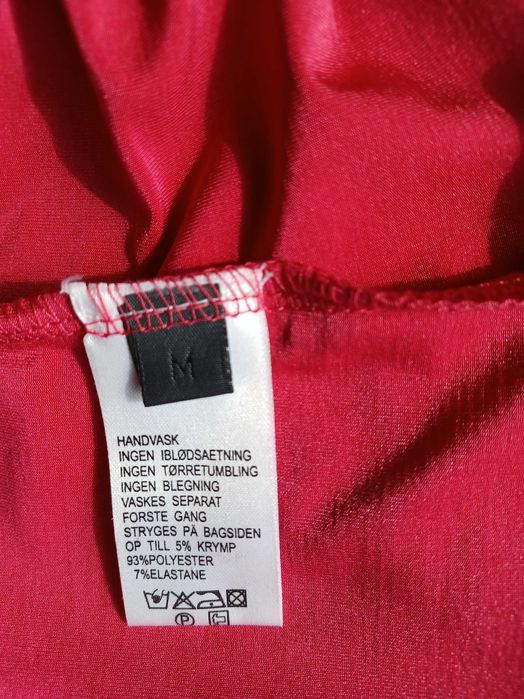 M
HANDVASK
INGEN IBLØDSAETNING
INGEN TØRRETUMBLING
INGEN BLEGNING
VASKES SEPARAT
FORSTE GANG
STRYGES PÅ BAGSIDEN
OP TILL 5% KRYMP
93%POLYESTER
7%ELASTANE
P